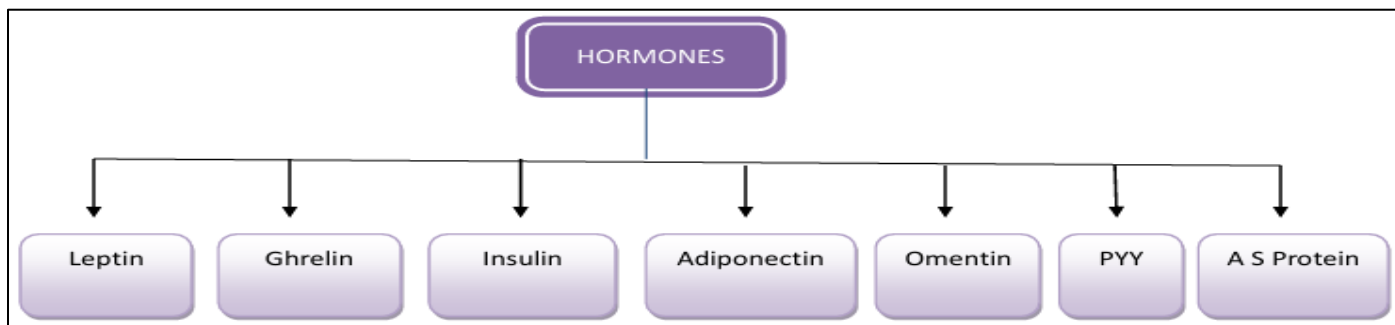 HORMONES
Leptin
Ghrelin
Insulin
Adiponectin
Omentin
PYY
A S Protein